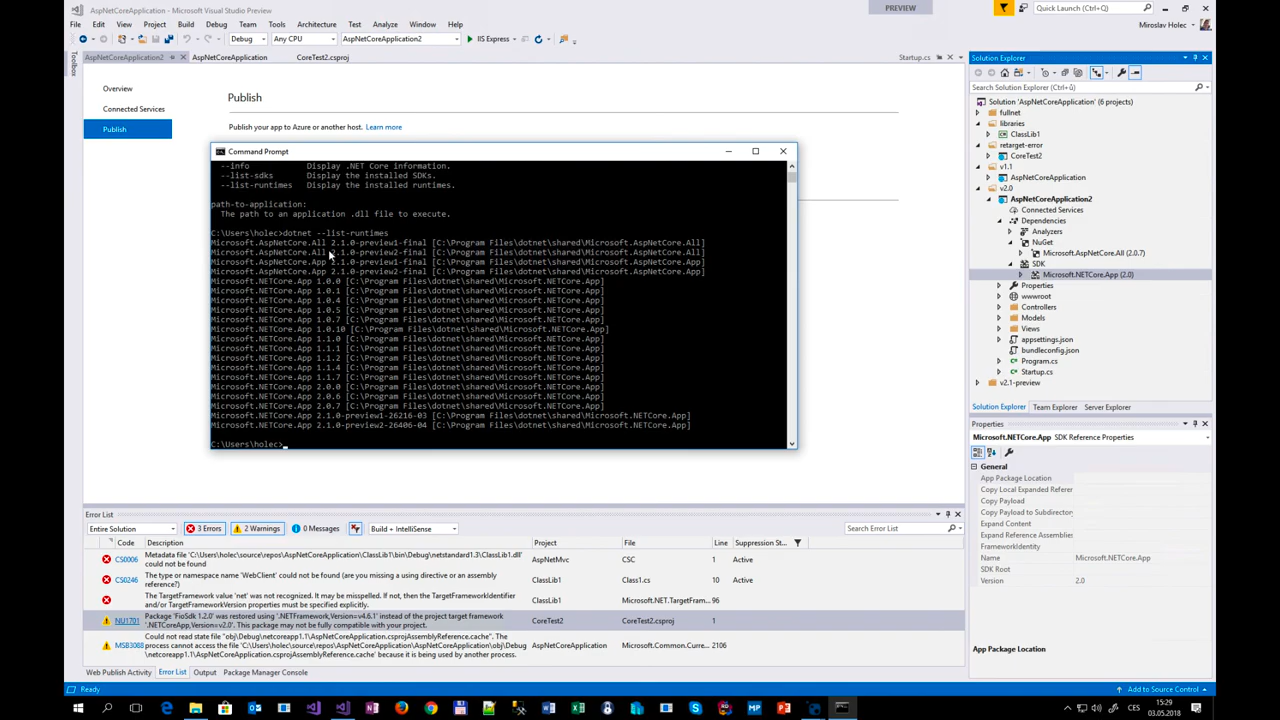 AspNetCoreApplication - Microsoft Visual Studio Preview
PREVIEW
Quick Launch (Ctrl+Q)
File Edit View Project Build Debug Team Tools Architecture Test Analyze Window Help
Miroslav Holec
Debug Any CPU AspNetCoreApplication2 IIS Express
Toolbox
AspNetCoreApplication2 AspNetCoreApplication CoreTest2.csproj Startup.cs
Overview
Connected Services
Publish
Publish
Publish your app to Azure or another host. Learn more
Command Prompt
--info Display .NET Core information.
--list-sdks Display the installed SDKs.
--list-runtimes Display the installed runtimes.
path-to-application:
The path to an application .dll file to execute.
C:\Users\holec>dotnet --list-runtimes
Microsoft.AspNetCore.All 2.1.0-preview1-final [C:\Program Files\dotnet\shared\Microsoft.AspNetCore.All]
Microsoft.AspNetCore.All 2.1.0-preview2-final [C:\Program Files\dotnet\shared\Microsoft.AspNetCore.All]
Microsoft.AspNetCore.App 2.1.0-preview1-final [C:\Program Files\dotnet\shared\Microsoft.AspNetCore.App]
Microsoft.AspNetCore.App 2.1.0-preview2-final [C:\Program Files\dotnet\shared\Microsoft.AspNetCore.App]
Microsoft.NETCore.App 1.0.0 [C:\Program Files\dotnet\shared\Microsoft.NETCore.App]
Microsoft.NETCore.App 1.0.1 [C:\Program Files\dotnet\shared\Microsoft.NETCore.App]
Microsoft.NETCore.App 1.0.4 [C:\Program Files\dotnet\shared\Microsoft.NETCore.App]
Microsoft.NETCore.App 1.0.5 [C:\Program Files\dotnet\shared\Microsoft.NETCore.App]
Microsoft.NETCore.App 1.0.7 [C:\Program Files\dotnet\shared\Microsoft.NETCore.App]
Microsoft.NETCore.App 1.0.10 [C:\Program Files\dotnet\shared\Microsoft.NETCore.App]
Microsoft.NETCore.App 1.1.0 [C:\Program Files\dotnet\shared\Microsoft.NETCore.App]
Microsoft.NETCore.App 1.1.1 [C:\Program Files\dotnet\shared\Microsoft.NETCore.App]
Microsoft.NETCore.App 1.1.2 [C:\Program Files\dotnet\shared\Microsoft.NETCore.App]
Microsoft.NETCore.App 1.1.4 [C:\Program Files\dotnet\shared\Microsoft.NETCore.App]
Microsoft.NETCore.App 1.1.7 [C:\Program Files\dotnet\shared\Microsoft.NETCore.App]
Microsoft.NETCore.App 2.0.0 [C:\Program Files\dotnet\shared\Microsoft.NETCore.App]
Microsoft.NETCore.App 2.0.6 [C:\Program Files\dotnet\shared\Microsoft.NETCore.App]
Microsoft.NETCore.App 2.0.7 [C:\Program Files\dotnet\shared\Microsoft.NETCore.App]
Microsoft.NETCore.App 2.1.0-preview1-26216-03 [C:\Program Files\dotnet\shared\Microsoft.NETCore.App]
Microsoft.NETCore.App 2.1.0-preview2-26406-04 [C:\Program Files\dotnet\shared\Microsoft.NETCore.App]
C:\Users\holec>
Solution Explorer
Search Solution Explorer (Ctrl+ů)
Solution 'AspNetCoreApplication' (6 projects)
fullnet
libraries
ClassLib1
retarget-error
CoreTest2
v1.1
AspNetCoreApplication
v2.0
AspNetCoreApplication2
Dependencies
Analyzers
NuGet
Microsoft.AspNetCore.All (2.0.7)
SDK
Microsoft.NETCore.App (2.0)
Properties
wwwroot
Controllers
Models
Views
appsettings.json
bundleconfig.json
Program.cs
Startup.cs
v2.1-preview
Solution Explorer Team Explorer Server Explorer
Properties
Microsoft.NETCore.App SDK Reference Properties
General
App Package Location
Copy Local Expanded Referer
Copy Payload
Copy Payload to Subdirector
Expand Content
Expand Reference Assemblies
FrameworkIdentity
Name Microsoft.NETCore.App
SDK Root
Version 2.0
App Package Location
Error List
Entire Solution 3 Errors 2 Warnings 0 Messages Build + IntelliSense Search Error List
Code Description Project File Line Suppression St...
CS0006 Metadata file 'C:\Users\holec\source\repos\AspNetCoreApplication\ClassLib1\bin\Debug\netstandard1.3\ClassLib1.dll' AspNetMvc CSC 1 Active
could not be found
CS0246 The type or namespace name 'WebClient' could not be found (are you missing a using directive or an assembly ClassLib1 Class1.cs 10 Active
reference?)
The TargetFramework value 'net' was not recognized. It may be misspelled. If not, then the TargetFrameworkIdentifier ClassLib1 Microsoft.NET.TargetFram... 96
and/or TargetFrameworkVersion properties must be specified explicitly.
NU1701 Package 'FioSdk 1.2.0' was restored using '.NETFramework,Version=v4.6.1' instead of the project target framework CoreTest2 CoreTest2.csproj 1
'.NETCoreApp,Version=v2.0'. This package may not be fully compatible with your project.
MSB3088 Could not read state file "obj\Debug\netcoreapp1.1\AspNetCoreApplication.csprojAssemblyReference.cache". The AspNetCoreApplication Microsoft.Common.Curre... 2106
process cannot access the file 'C:\Users\holec\source\repos\AspNetCoreApplication\AspNetCoreApplication\obj\Debug
\netcoreapp1.1\AspNetCoreApplication.csprojAssemblyReference.cache' because it is being used by another process.
Web Publish Activity Error List Output Package Manager Console
Ready
Add to Source Control
CES
15:29
03.05.2018